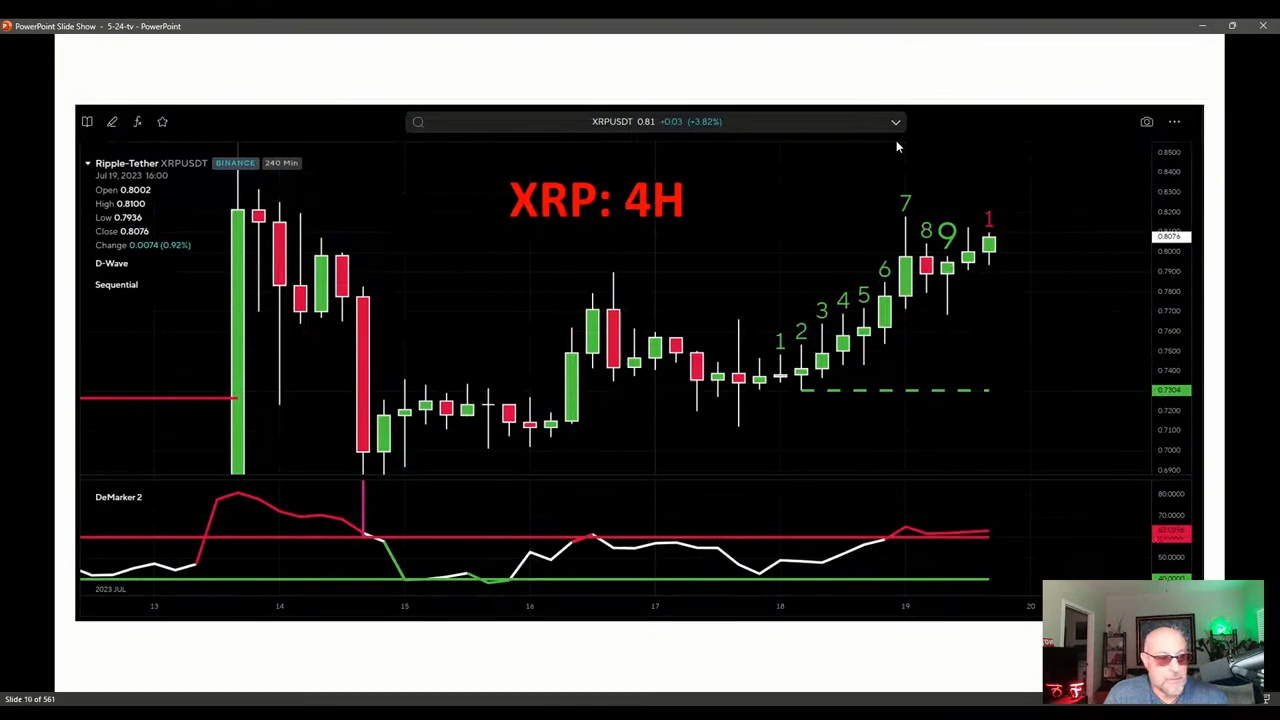 PowerPoint Slide Show - 5-24-tv - PowerPoint
XRPUSDT 0.81 +0.03 (+3.82%)
Ripple-Tether XRPUSDT BINANCE 240 Min
Jul 19, 2023 16:00
Open 0.8002
High 0.8100
Low 0.7936
Close 0.8076
Change 0.0074 (0.92%)
D-Wave
Sequential
XRP: 4H
1 2 3 4 5 6 7 8 9 1
0.8500
0.8400
0.8300
0.8200
0.8076
0.8000
0.7900
0.7800
0.7700
0.7600
0.7500
0.7400
0.7304
0.7200
0.7100
0.7000
0.6900
DeMarker 2
80.0000
70.0000
50.0000
40.0000
2023 JUL
13 14 15 16 17 18 19 20
Slide 10 of 561